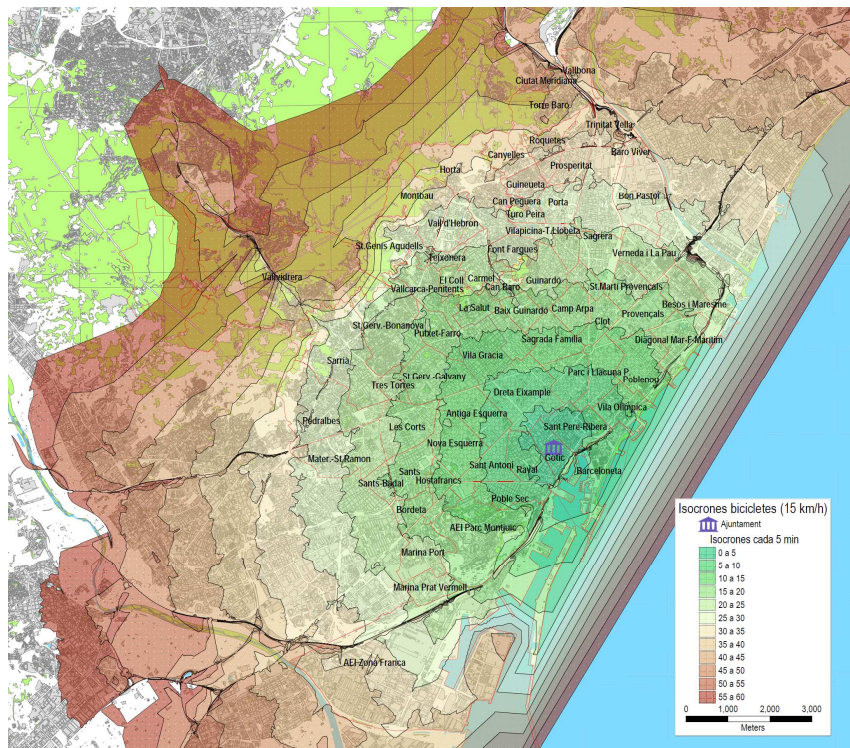 Vallbona
Ciutat Meridiana
Torre Baro
Trinitat Vella
Roquetes
Canyelles
Baro Viver
Prosperitat
Horta
Guineueta
Montbau
Can Peguera
Porta
Bon Pastor
Turo Peira
Vall d'Hebron
Vilapicina-T.Llobeta
Sagrera
St.Genis Agudells
Font Fargues
Teixonera
Verneda i La Pau
Vallvidrera
El Coll
Carmel
Guinardo
Can Baro
Vallcarca-Penitents
St.Marti Provençals
La Salut
Baix Guinardo
Camp Arpa
Besos i Maresme
Provençals
Clot
St.Gerv.-Bonanova
Putxet-Farro
Sagrada Familia
Diagonal Mar-F-Maritim
Vila Gracia
Sarria
Parc i Llacuna P.
St.Gerv.-Galvany
Poblenou
Tres Torres
Dreta Eixample
Vila Olimpica
Antiga Esquerra
Pedralbes
Les Corts
Sant Pere-Ribera
Nova Esquerra
Gotic
Mater.-St.Ramon
Sant Antoni
Raval
Barceloneta
Sants
Sants-Badal
Hostafrancs
Poble Sec
Bordeta
AEI Parc Montjuic
Marina Port
Marina Prat Vermell
AEI-Zona Franca
Isocrones bicicletes (15 km/h)
Ajuntament
Isocrones cada 5 min
0 a 5
5 a 10
10 a 15
15 a 20
20 a 25
25 a 30
30 a 35
35 a 40
40 a 45
45 a 50
50 a 55
55 a 60
0 1,000 2,000 3,000
Meters